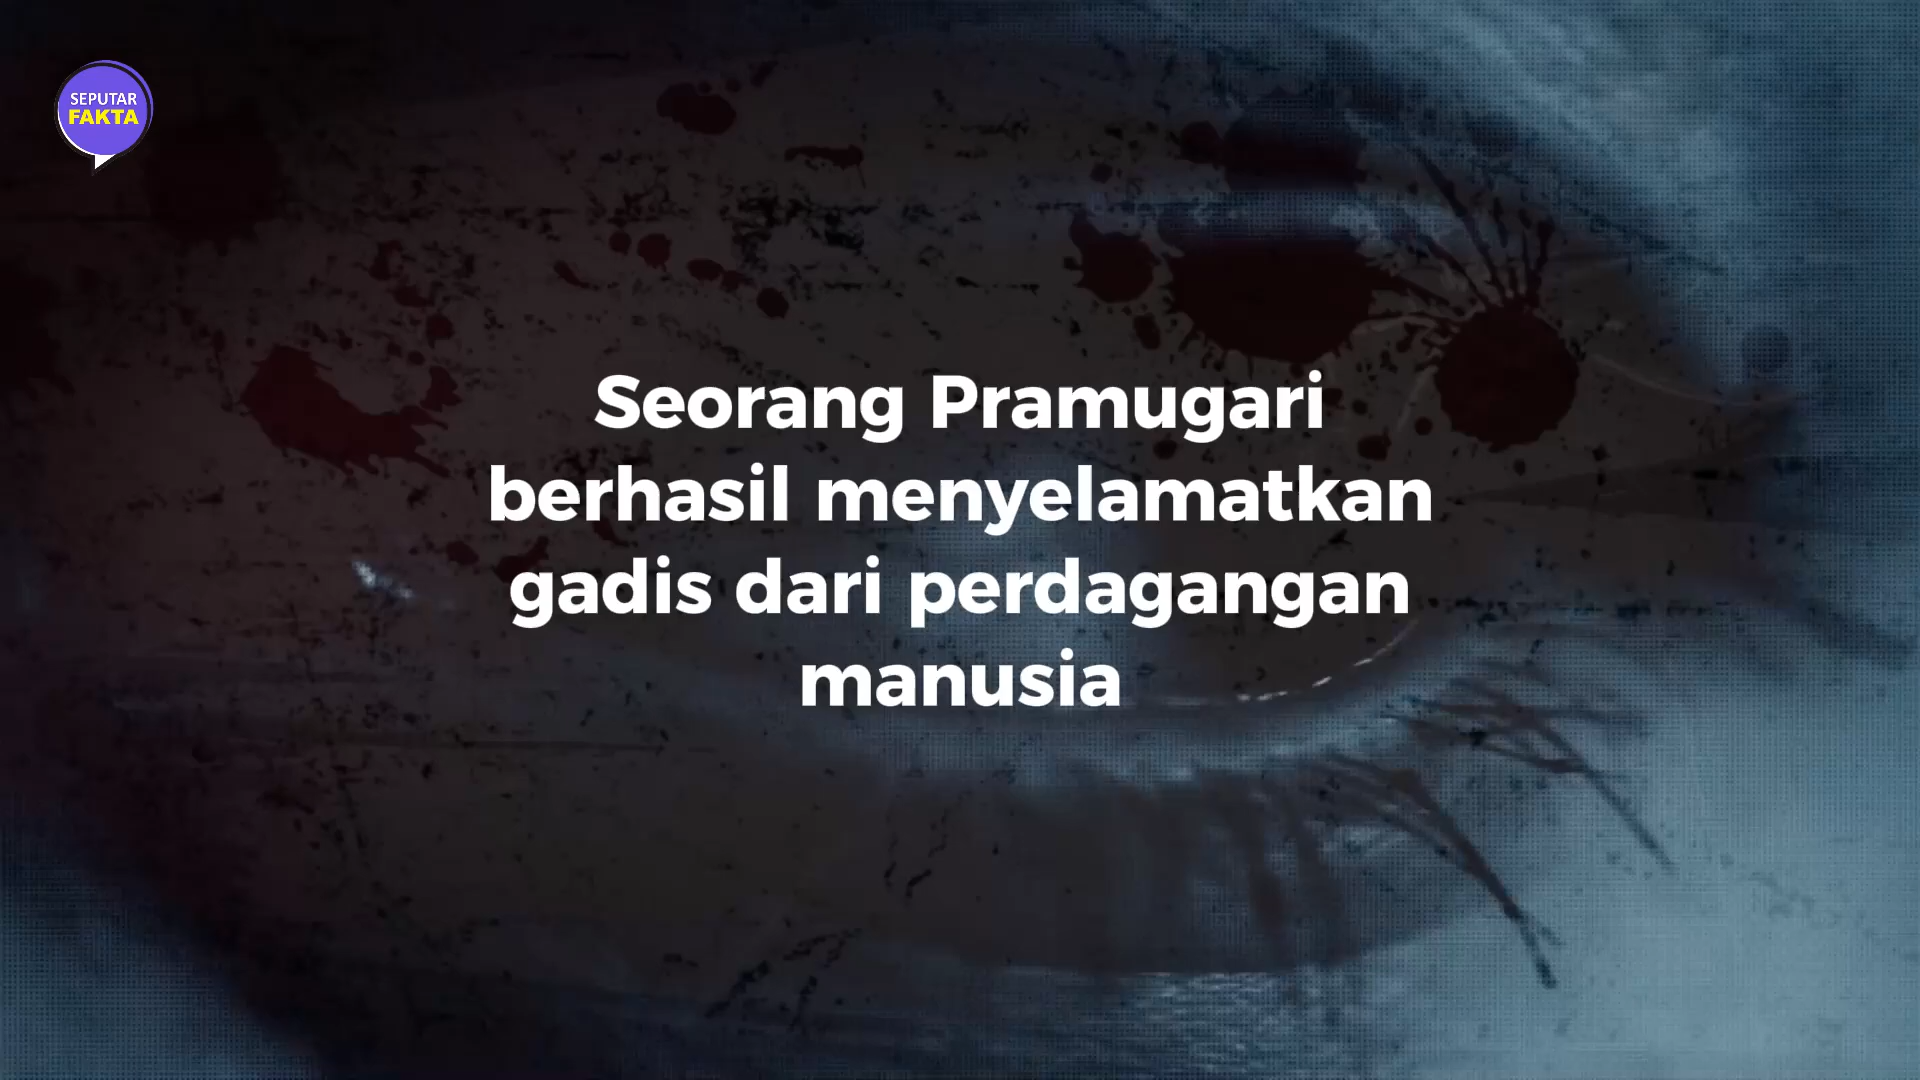 SEPUTAR
FAKTA
Seorang Pramugari
berhasil menyelamatkan
gadis dari perdagangan
manusia